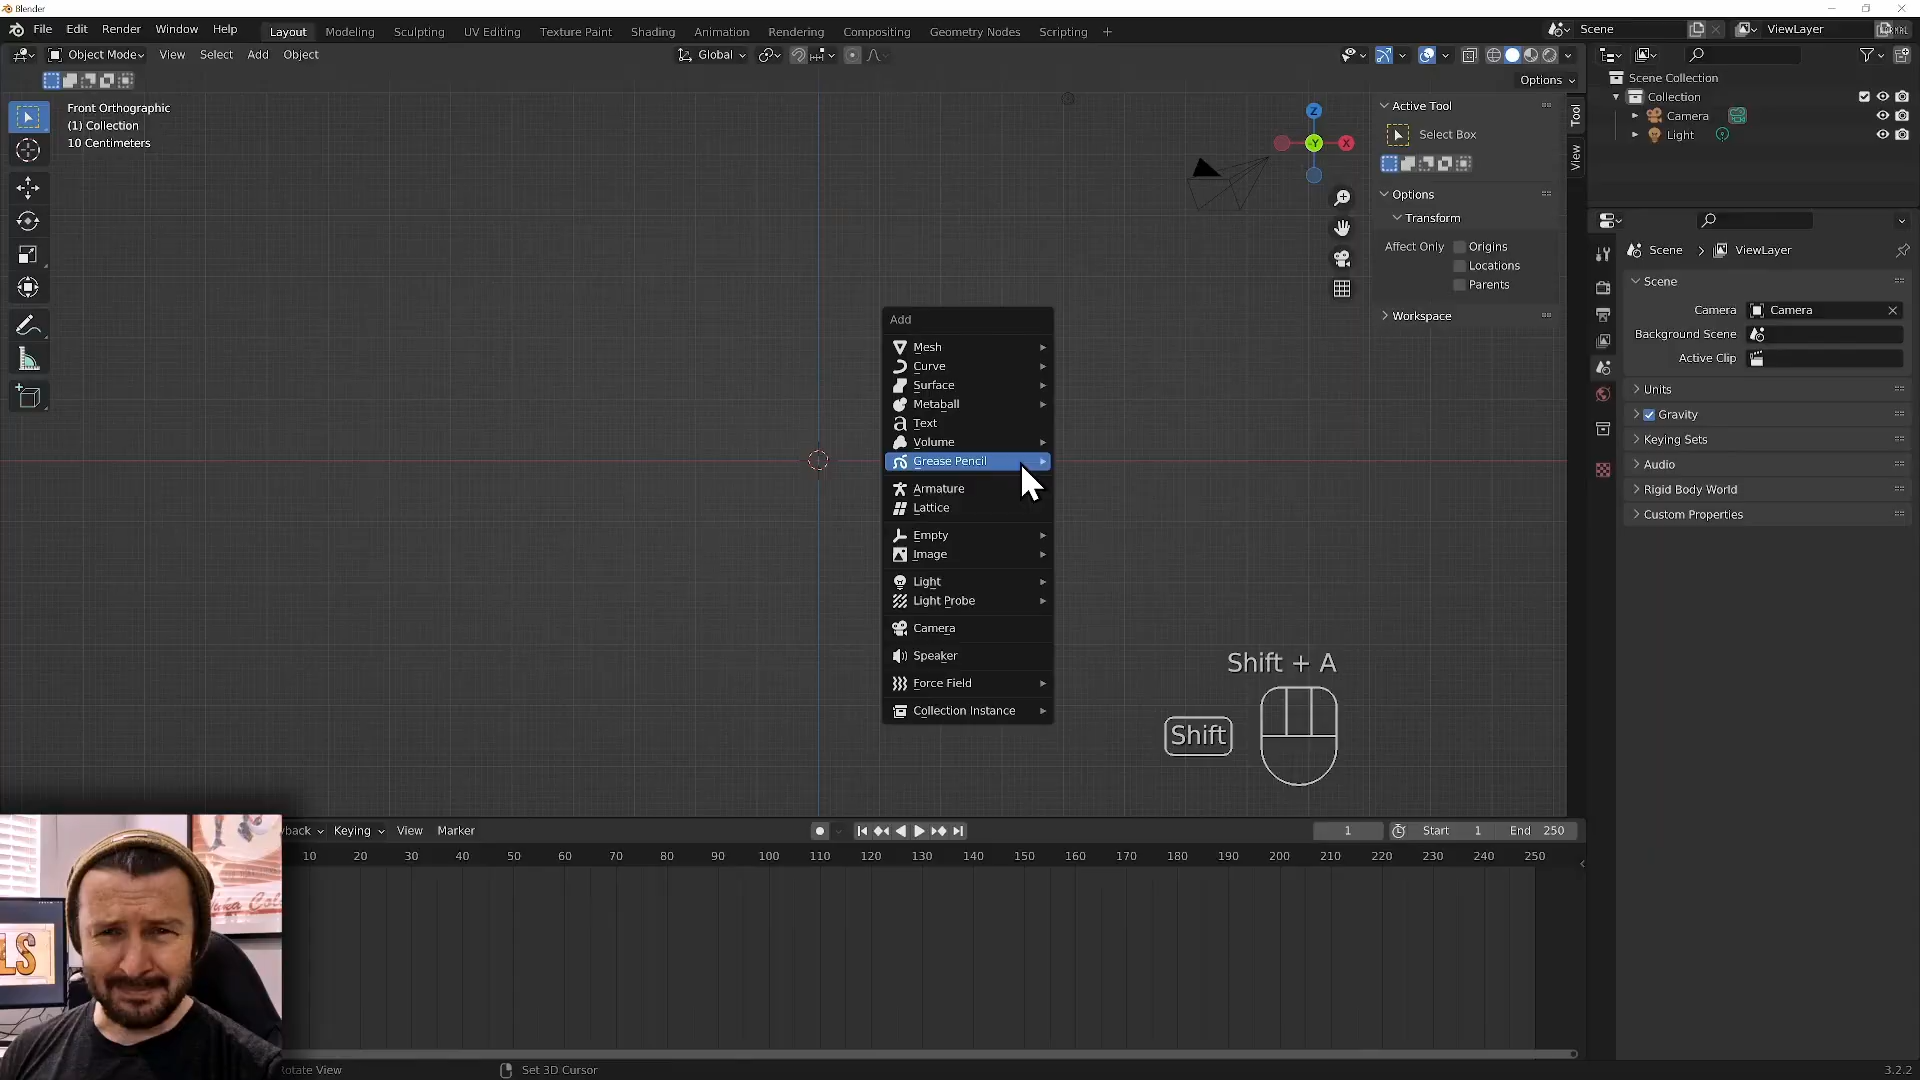 Blender
File Edit Render Window Help
Layout Modeling Sculpting UV Editing Texture Paint Shading Animation Rendering Compositing Geometry Nodes Scripting +
Scene
ViewLayer
Object Mode View Select Add Object
Global
Options
Front Orthographic
(1) Collection
10 Centimeters
Z
-Y
X
Active Tool
Select Box
Options
Transform
Affect Only Origins
Locations
Parents
Workspace
Tool
View
Scene Collection
Collection
Camera
Light
Scene > ViewLayer
Scene
Camera Camera
Background Scene
Active Clip
Units
Gravity
Keying Sets
Audio
Rigid Body World
Custom Properties
Add
Mesh
Curve
Surface
Metaball
Text
Volume
Grease Pencil
Armature
Lattice
Empty
Image
Light
Light Probe
Camera
Speaker
Force Field
Collection Instance
Shift + A
Shift
yback Keying View Marker
1 Start 1 End 250
10 20 30 40 50 60 70 80 90 100 110 120 130 140 150 160 170 180 190 200 210 220 230 240 250
LS
otate View
Set 3D Cursor
3.2.2